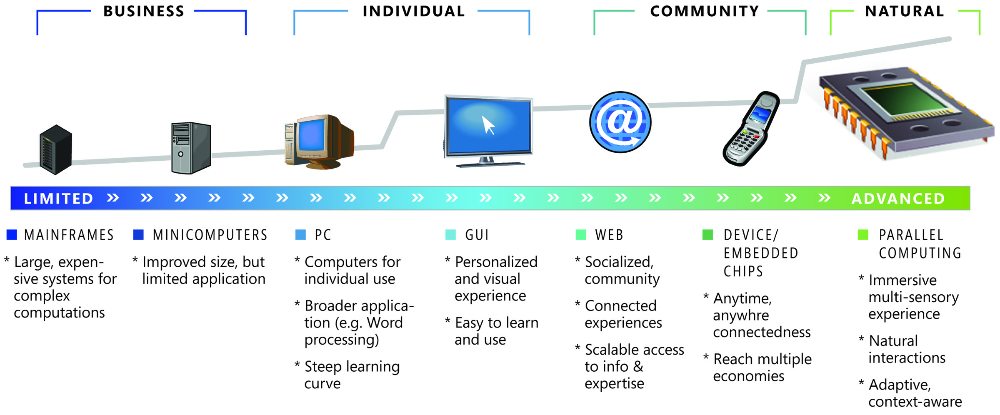 BUSINESS
INDIVIDUAL
COMMUNITY
NATURAL
@
LIMITED
ADVANCED
MAINFRAMES
* Large, expen-
sive systems for
complex
computations
MINICOMPUTERS
* Improved size, but
limited application
PC
* Computers for
individual use
* Broader applica-
tion (e.g. Word
processing)
* Steep learning
curve
GUI
* Personalized
and visual
experience
* Easy to learn
and use
WEB
* Socialized,
community
* Connected
experiences
* Scalable access
to info &
expertise
DEVICE/
EMBEDDED
CHIPS
* Anytime,
anywhre
connectedness
* Reach multiple
economies
PARALLEL
COMPUTING
* Immersive
multi-sensory
experience
* Natural
interactions
* Adaptive,
context-aware